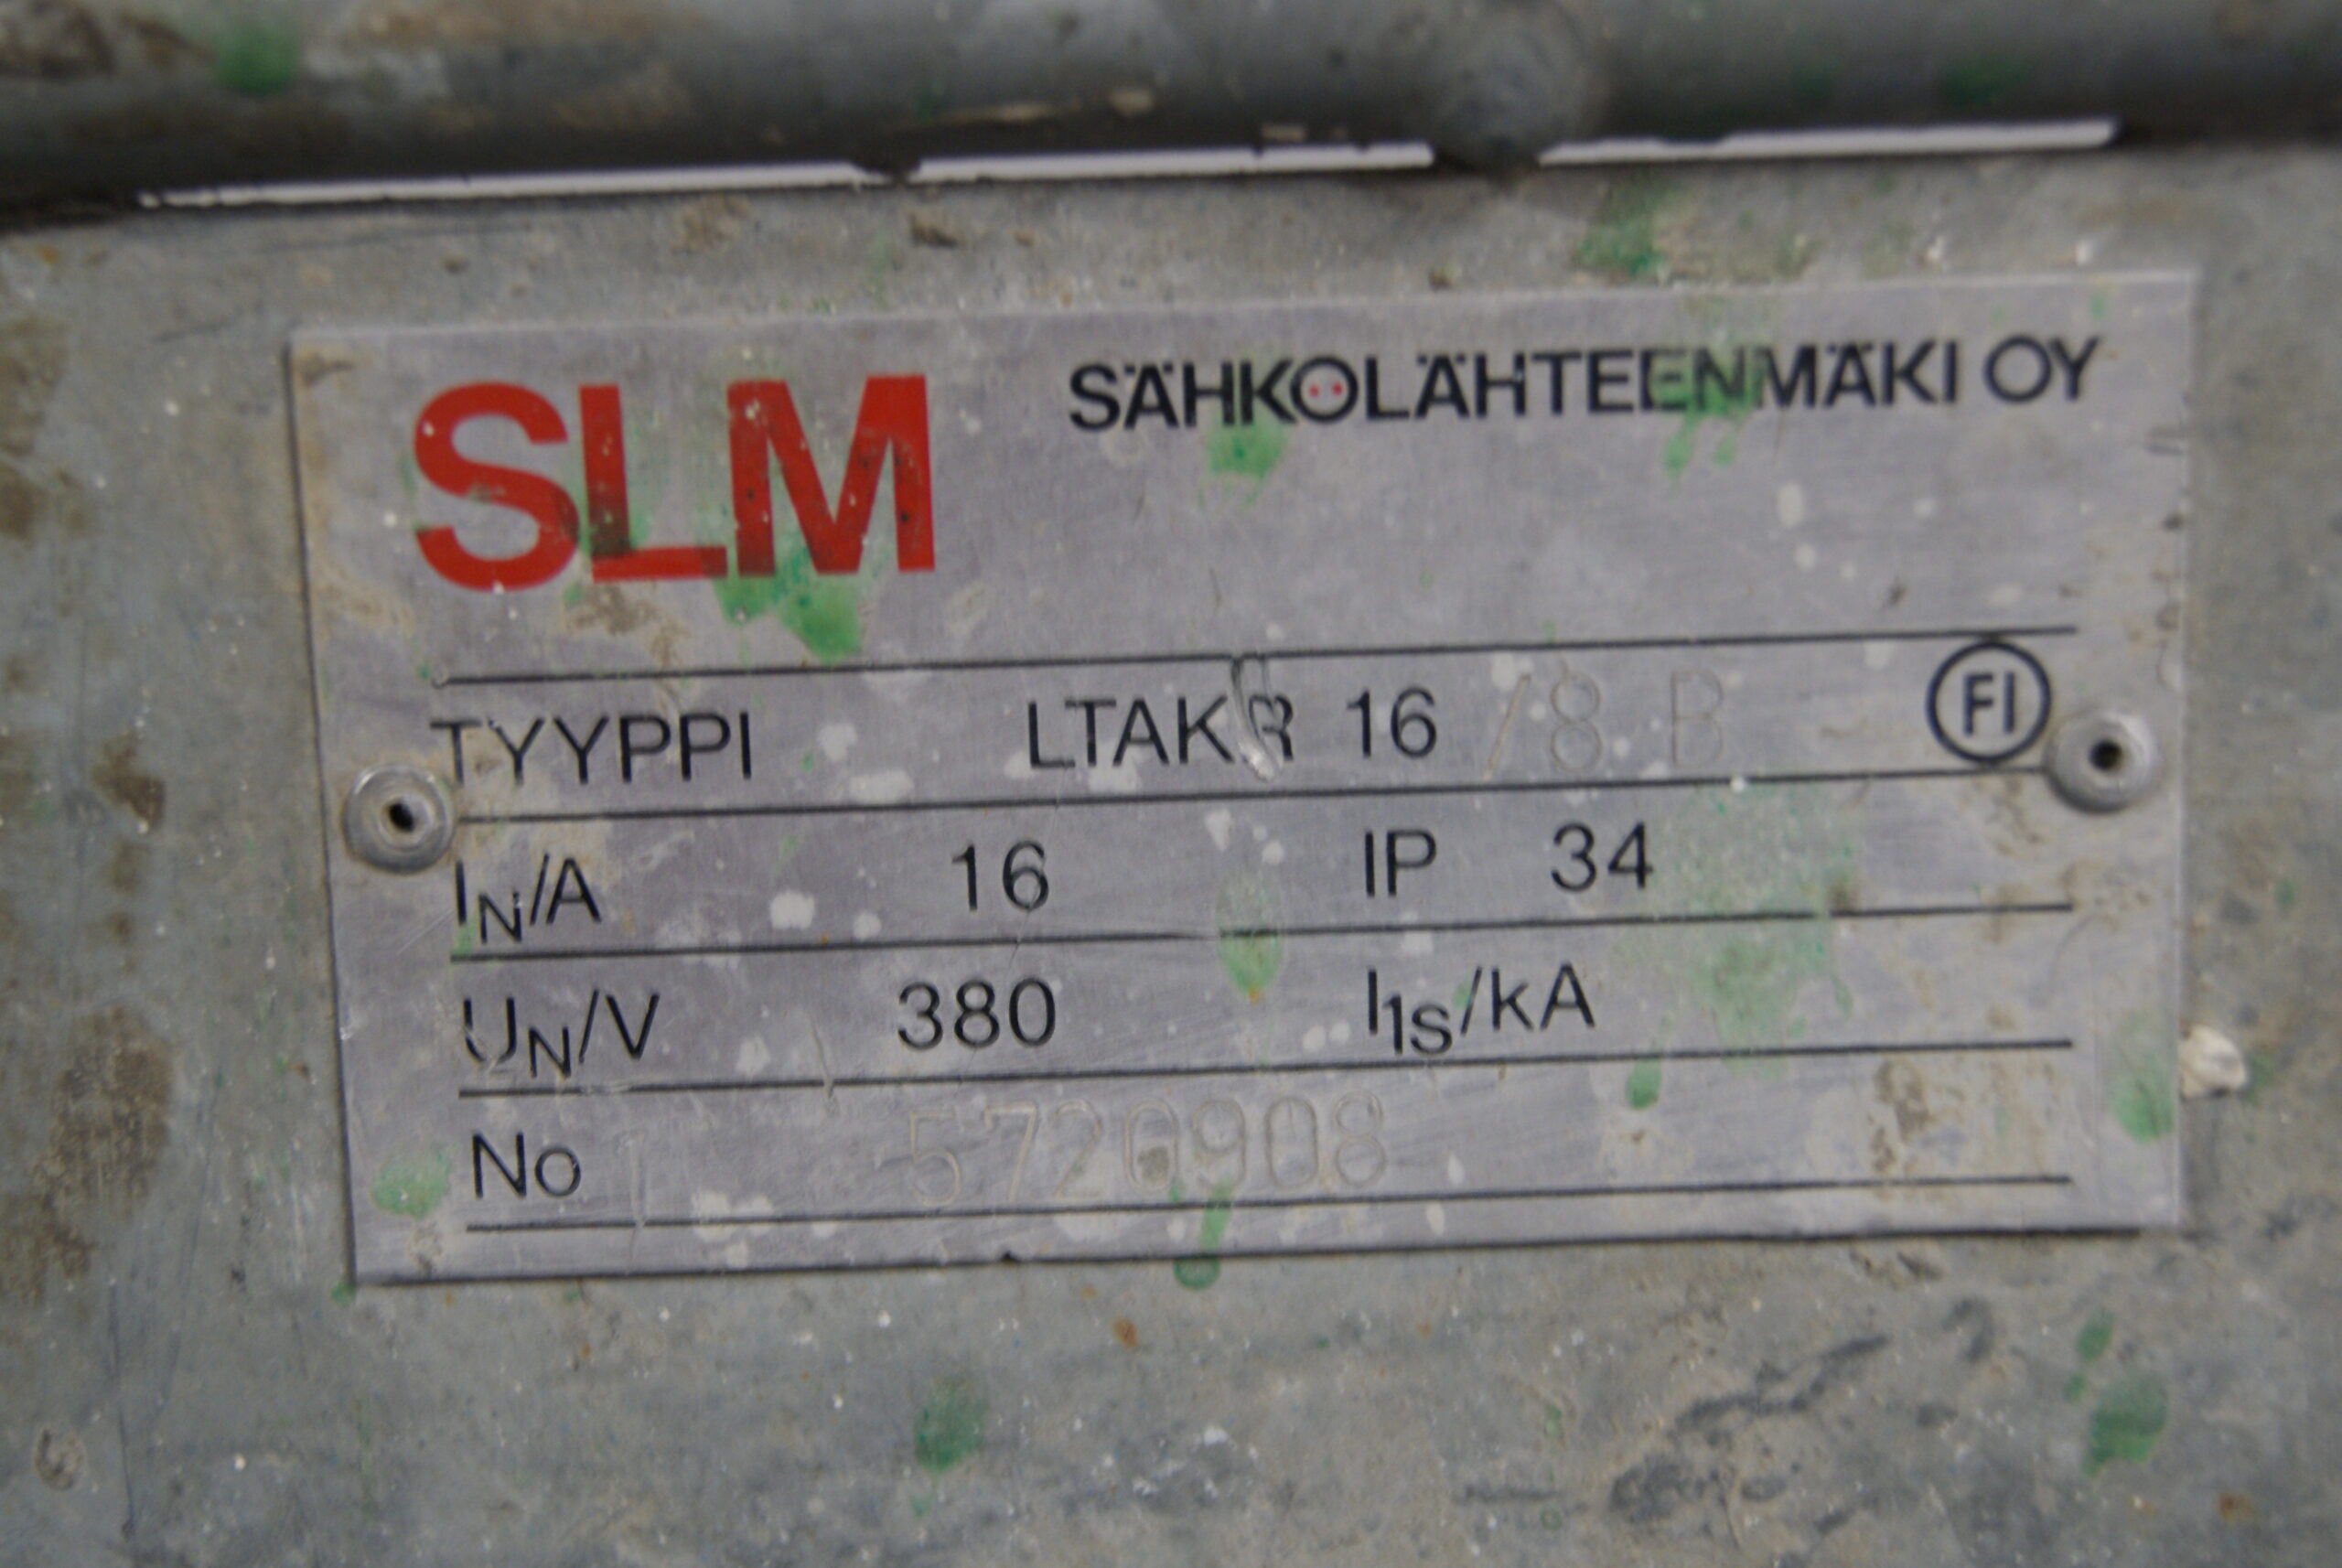 SLM SÄHKÖLÄHTEENMÄKI OY
TYYPPI LTAKR 16 /8 B FI
IN/A 16 IP 34
UN/V 380 I1s/kA
No 5720908